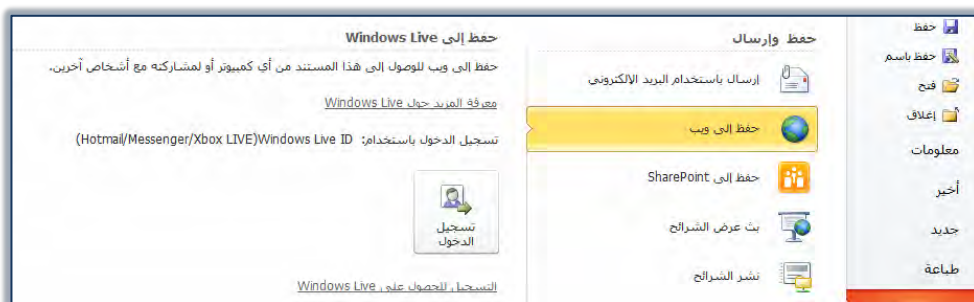 حفظ
حفظ باسم
فتح
إغلاق
معلومات
أخير
جديد
طباعة
حفظ وإرسال
إرسال باستخدام البريد الإلكتروني
حفظ إلى ويب
حفظ إلى SharePoint
بث عرض الشرائح
نشر الشرائح
حفظ إلى Windows Live
حفظ إلى ويب للوصول إلى هذا المستند من أي كمبيوتر أو لمشاركته مع أشخاص آخرين.
معرفة المزيد حول Windows Live
تسجيل الدخول باستخدام: Windows Live ID (Hotmail/Messenger/Xbox LIVE)
تسجيل
الدخول
التسجيل للحصول على Windows Live